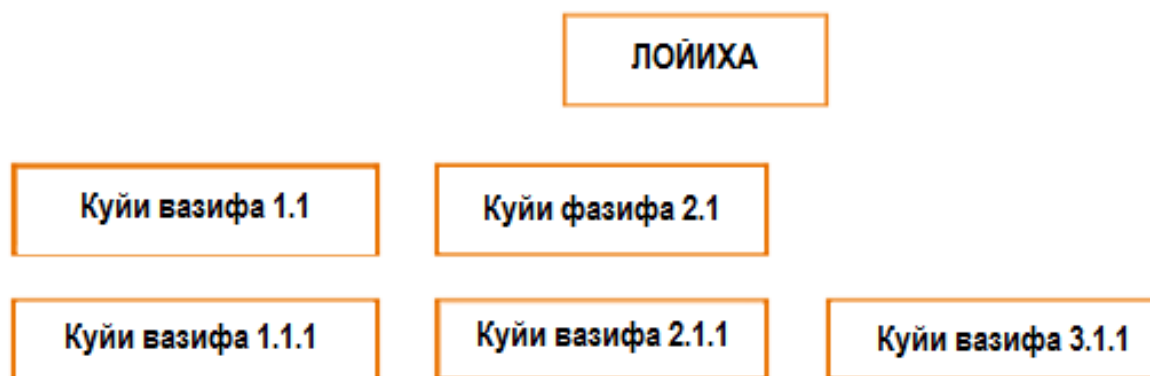 ЛОЙИХА
Куйи вазифа 1.1
Куйи фазифа 2.1
Куйи вазифа 1.1.1
Куйи вазифа 2.1.1
Куйи вазифа 3.1.1